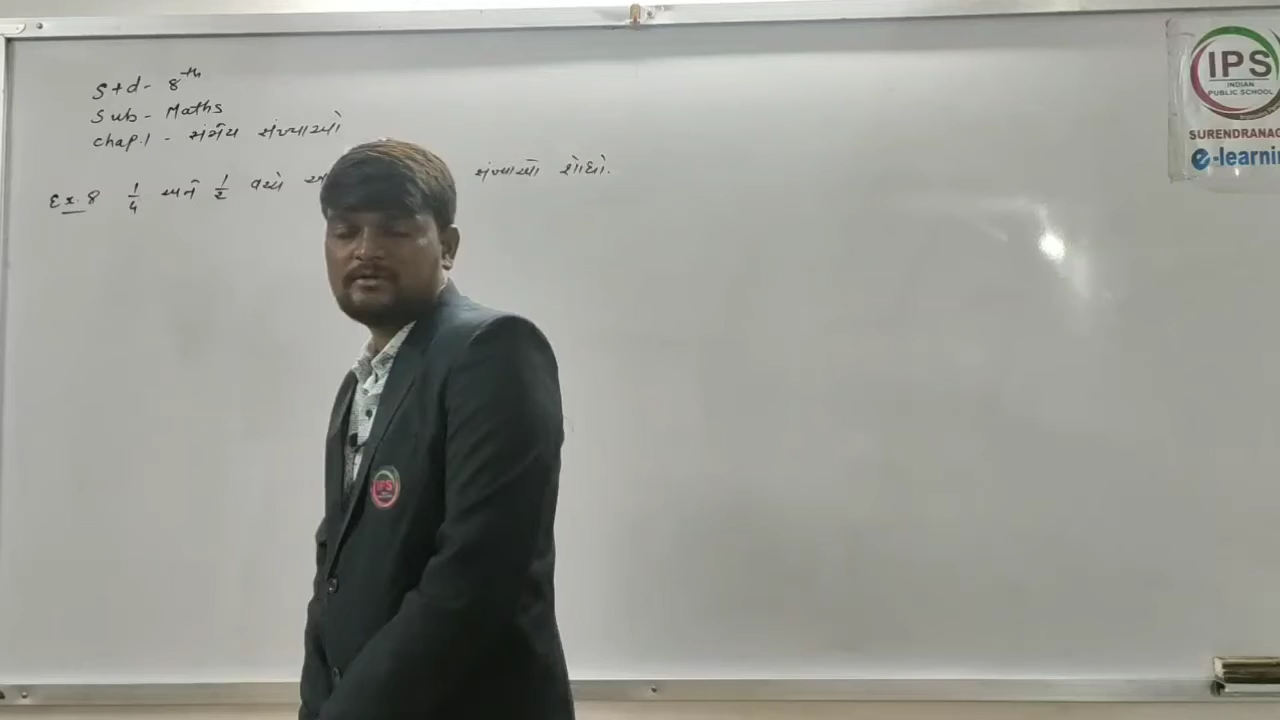 Std- 8th
Sub- Maths
Chap.1 - સંમેય સંખ્યાઓ
Ex.8 1/4 અને 1/2 વચ્ચે સંખ્યાઓ શોધો.
IPS
INDIAN
PUBLIC SCHOOL
e-learnin
IPS